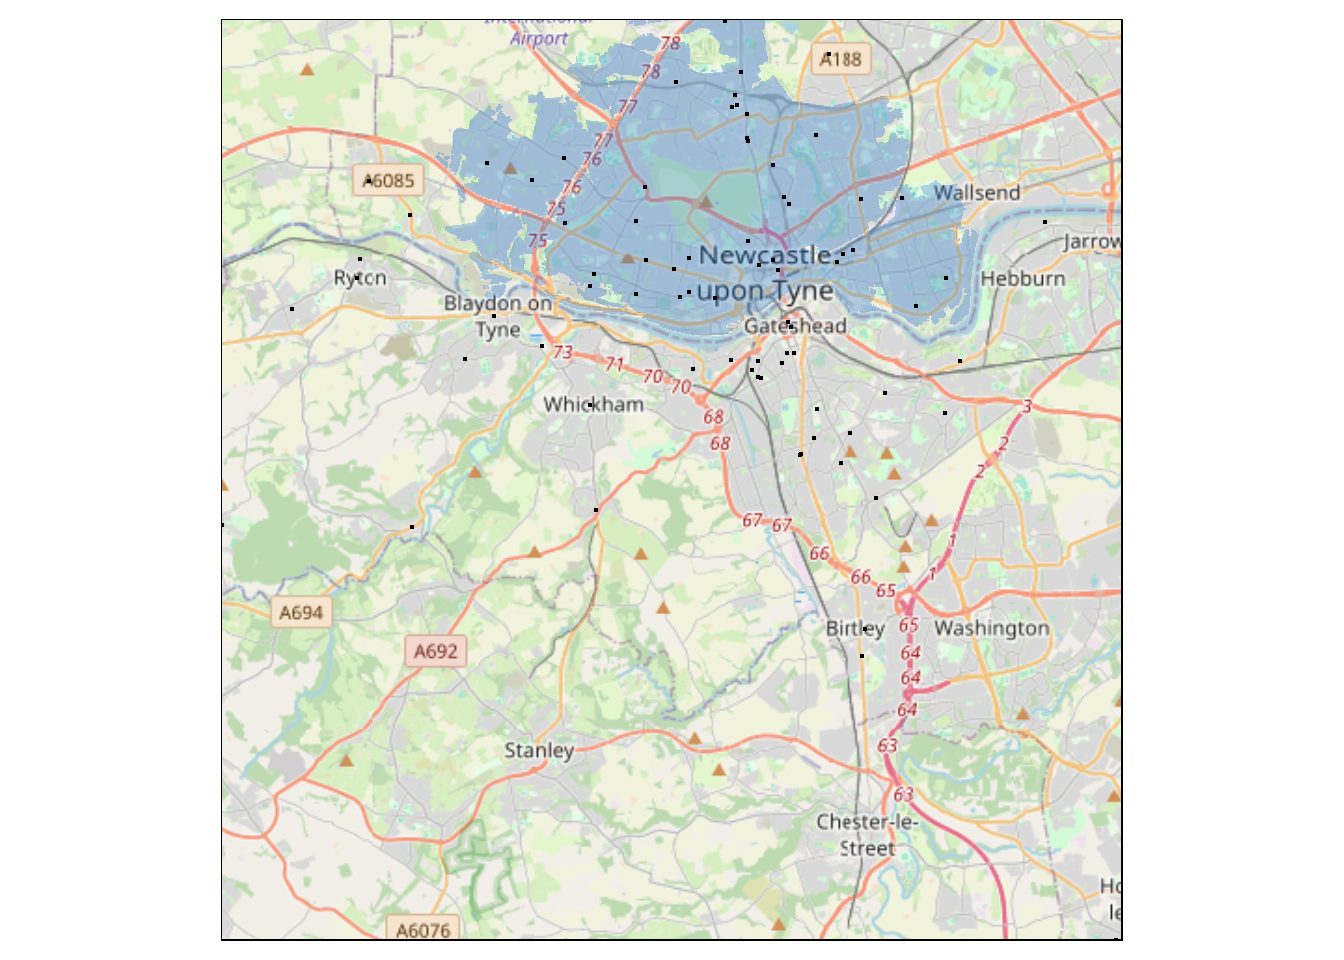 International
Airport
78
A188
78
77
77
76
A6085
76
Wallsend
75
75
Jarrow
Newcastle
upon Tyne
Ryton
Hebburn
Blaydon on
Tyne
Gateshead
73
71
70
70
Whickham
3
68
68
2
2
67
67
1
66
66
1
65
A694
65
Birtley
Washington
A692
64
64
64
63
Stanley
63
Chester-le-
Street
Ho
le
A6076